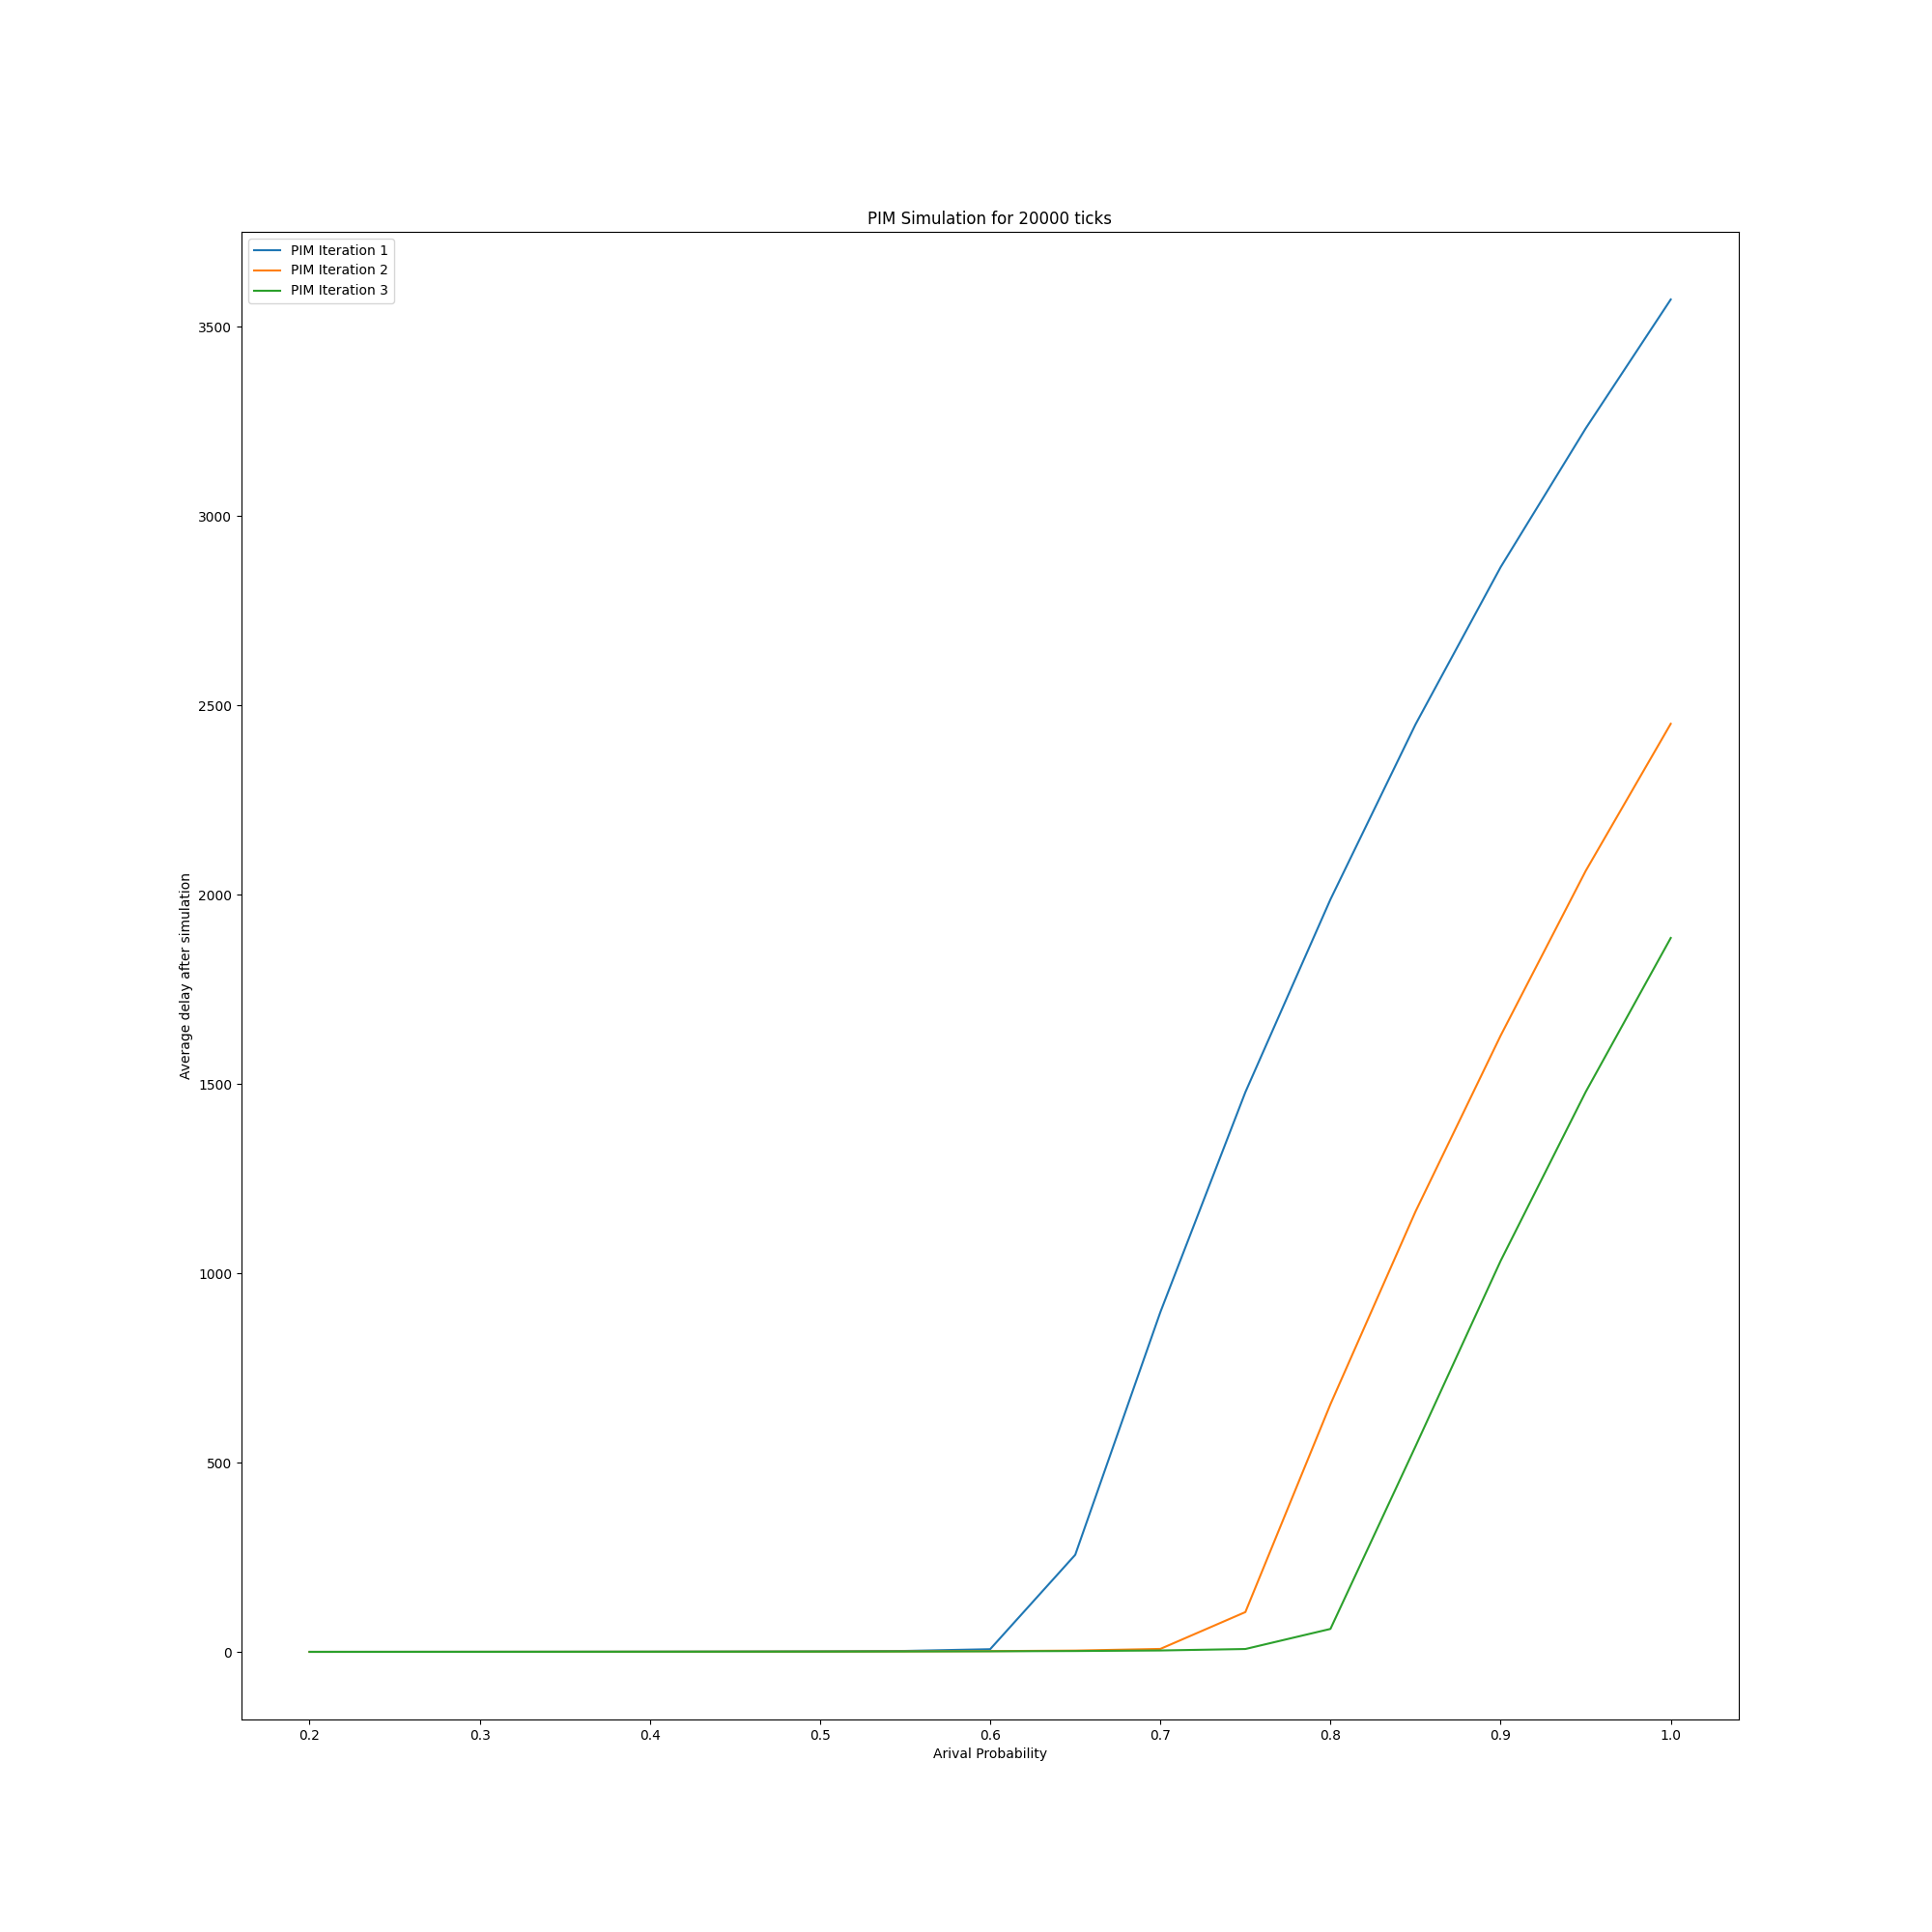 PIM Simulation for 20000 ticks
PIM Iteration 1
PIM Iteration 2
PIM Iteration 3
3500
3000
2500
2000
1500
1000
500
0
Average delay after simulation
0.2 0.3 0.4 0.5 0.6 0.7 0.8 0.9 1.0
Arival Probability